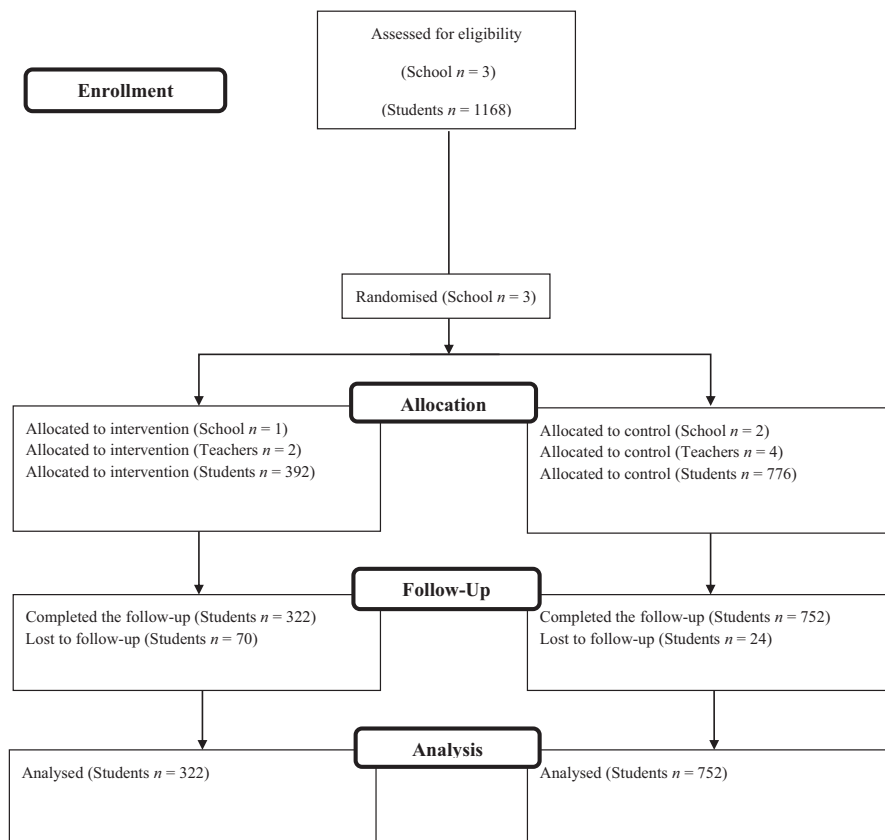 Assessed for eligibility
(School n = 3)
(Students n = 1168)
Enrollment
Randomised (School n = 3)
Allocation
Allocated to intervention (School n = 1)
Allocated to intervention (Teachers n = 2)
Allocated to intervention (Students n = 392)
Allocated to control (School n = 2)
Allocated to control (Teachers n = 4)
Allocated to control (Students n = 776)
Follow-Up
Completed the follow-up (Students n = 322)
Lost to follow-up (Students n = 70)
Completed the follow-up (Students n = 752)
Lost to follow-up (Students n = 24)
Analysis
Analysed (Students n = 322)
Analysed (Students n = 752)